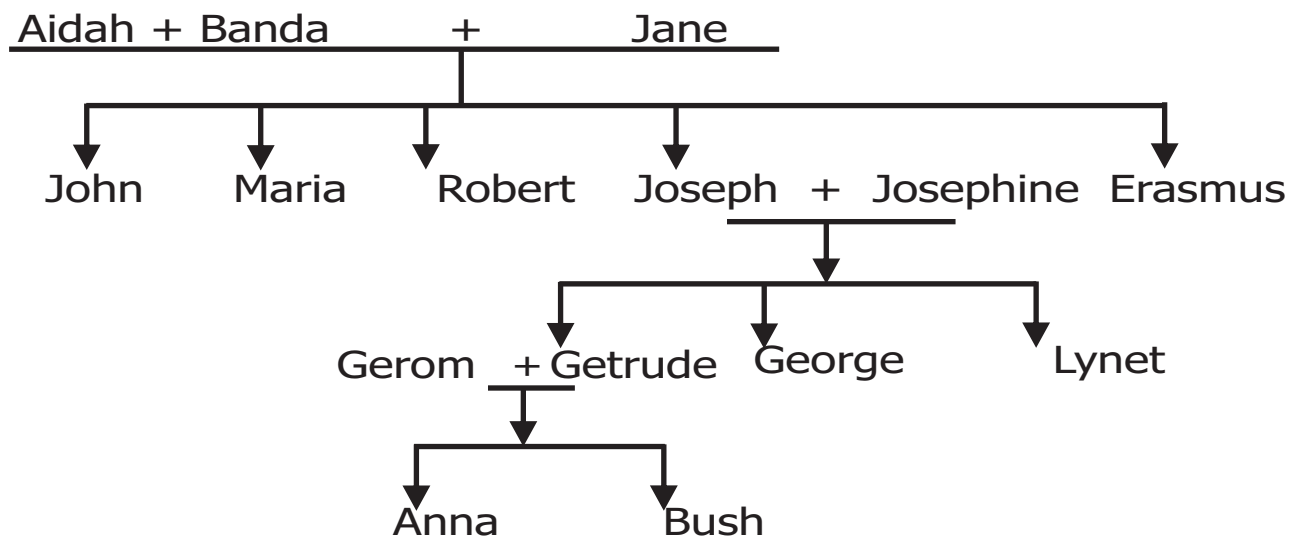 Aidah + Banda + Jane
John Maria Robert Joseph + Josephine Erasmus
Gerom + Getrude George Lynet
Anna Bush